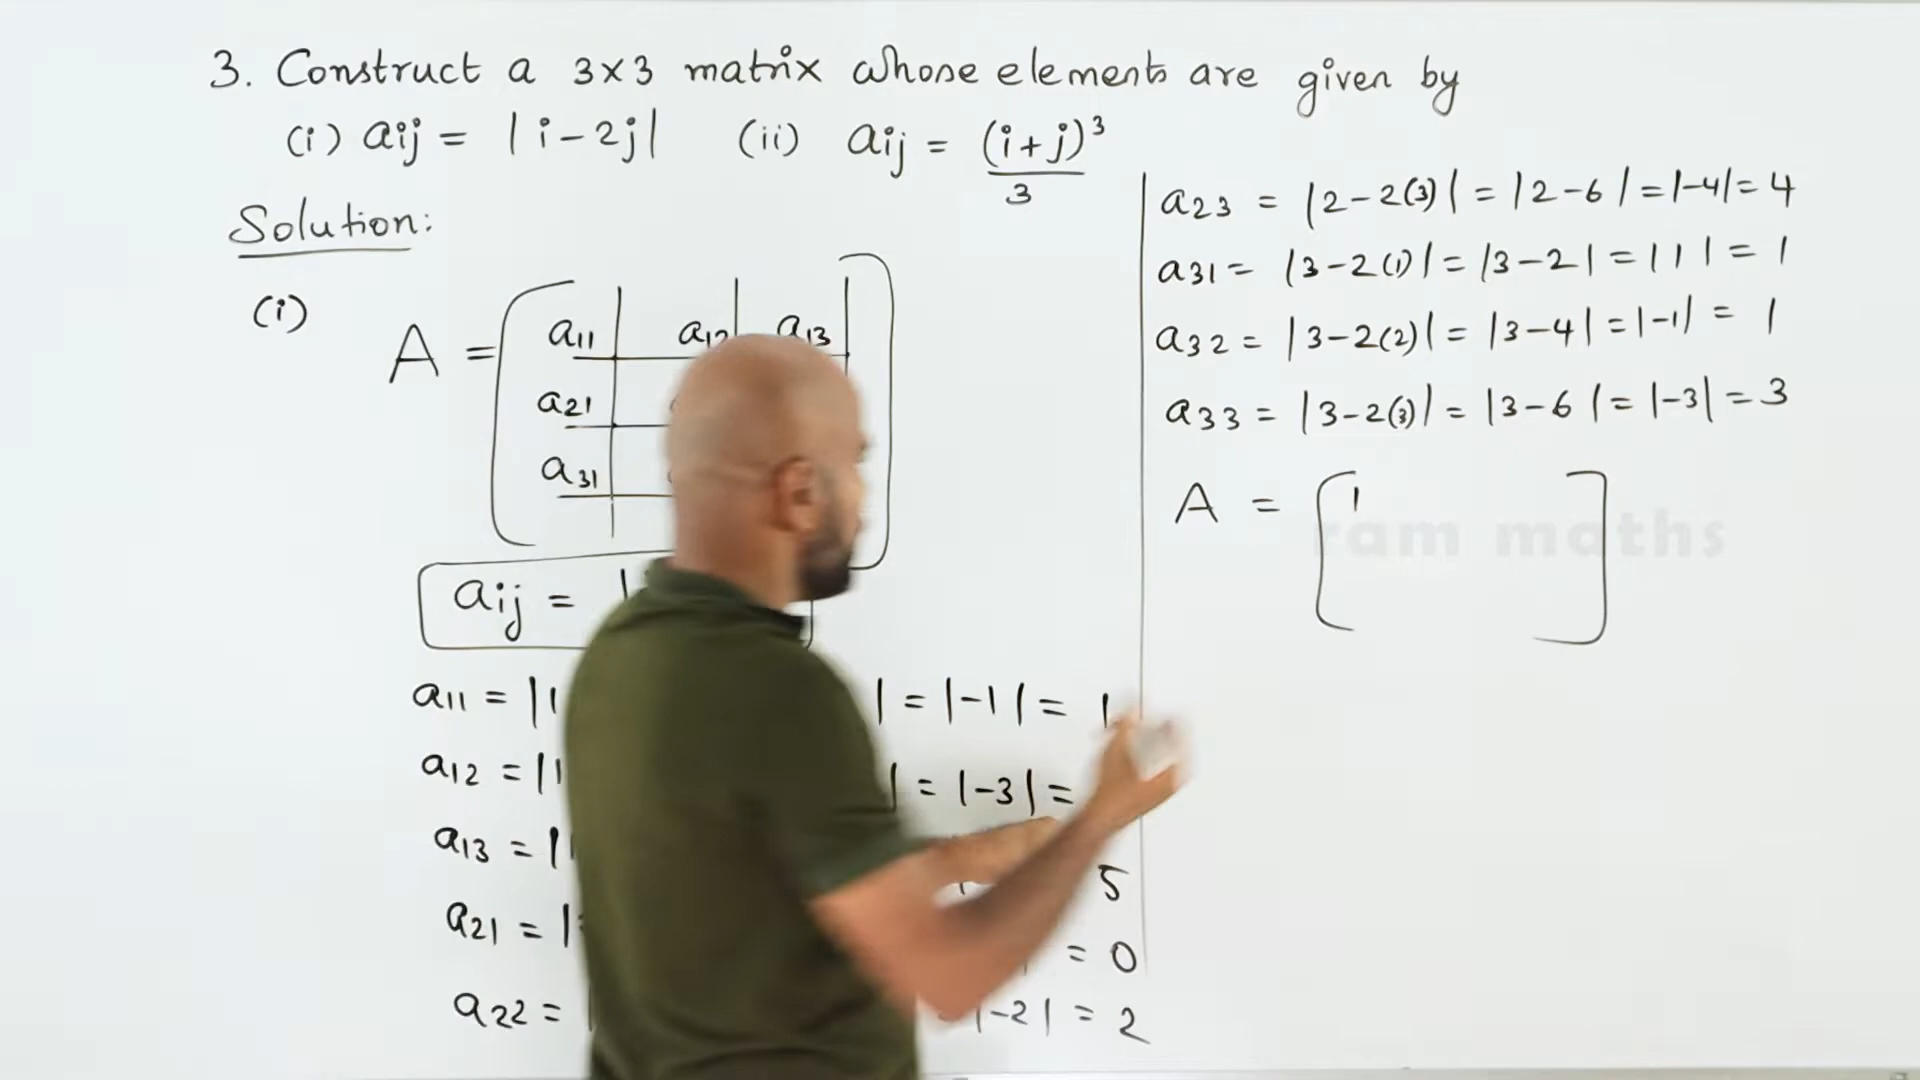 3. Construct a 3×3 matrix whose elements are given by
(i) aij = |i-2j| (ii) aij = (i+j)³/3
Solution:
(i)
A = [a11 a12 a13
a21
a31
aij = |
a11 = |1 | = |-1| = 1
a12 = |1 | = |-3| =
a13 = |1 5
a21 = | = 0
a22 = | |-2| = 2
a23 = |2-2(3)| = |2-6| = |-4| = 4
a31 = |3-2(1)| = |3-2| = |1| = 1
a32 = |3-2(2)| = |3-4| = |-1| = 1
a33 = |3-2(3)| = |3-6| = |-3| = 3
A = [1 ]
ram maths